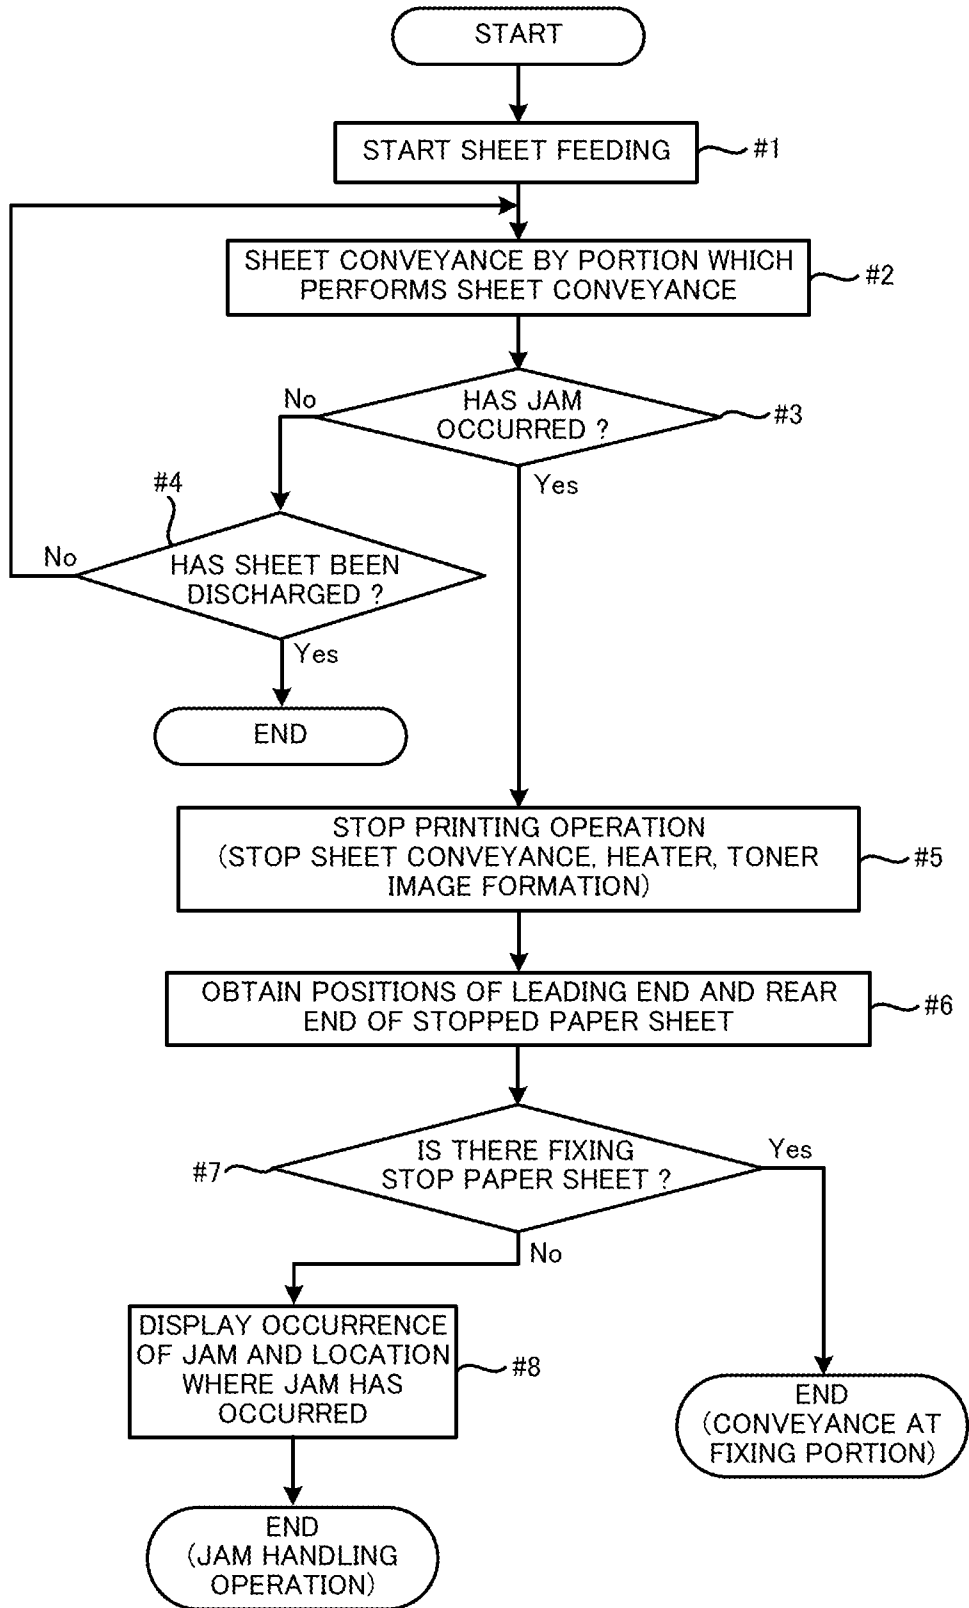 START
START SHEET FEEDING
#1
SHEET CONVEYANCE BY PORTION WHICH
PERFORMS SHEET CONVEYANCE
#2
HAS JAM
OCCURRED ?
#3
No
Yes
#4
HAS SHEET BEEN
DISCHARGED ?
No
Yes
END
STOP PRINTING OPERATION
(STOP SHEET CONVEYANCE, HEATER, TONER
IMAGE FORMATION)
#5
OBTAIN POSITIONS OF LEADING END AND REAR
END OF STOPPED PAPER SHEET
#6
IS THERE FIXING
STOP PAPER SHEET ?
#7
Yes
No
DISPLAY OCCURRENCE
OF JAM AND LOCATION
WHERE JAM HAS
OCCURRED
#8
END
(CONVEYANCE AT
FIXING PORTION)
END
(JAM HANDLING
OPERATION)